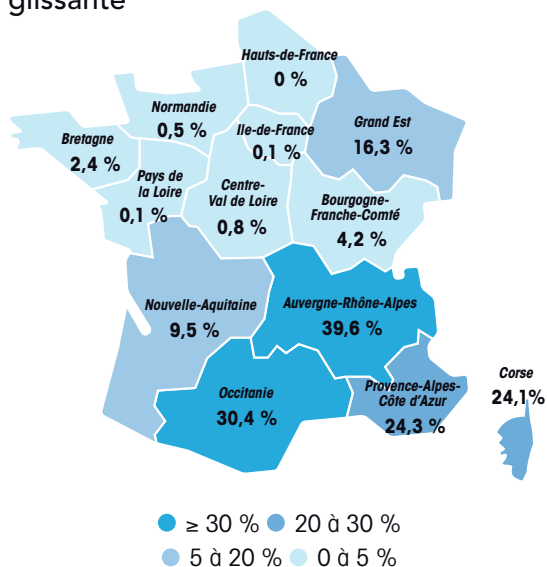 glissante
Hauts-de-France
0 %
Normandie
0,5 %
Ile-de-France
0,1 %
Grand Est
16,3 %
Bretagne
2,4 %
Pays de
la Loire
0,1 %
Centre-
Val de Loire
0,8 %
Bourgogne-
Franche-Comté
4,2 %
Nouvelle-Aquitaine
9,5 %
Auvergne-Rhône-Alpes
39,6 %
Occitanie
30,4 %
Provence-Alpes-
Côte d'Azur
24,3 %
Corse
24,1%
≥ 30 % 20 à 30 %
5 à 20 % 0 à 5 %